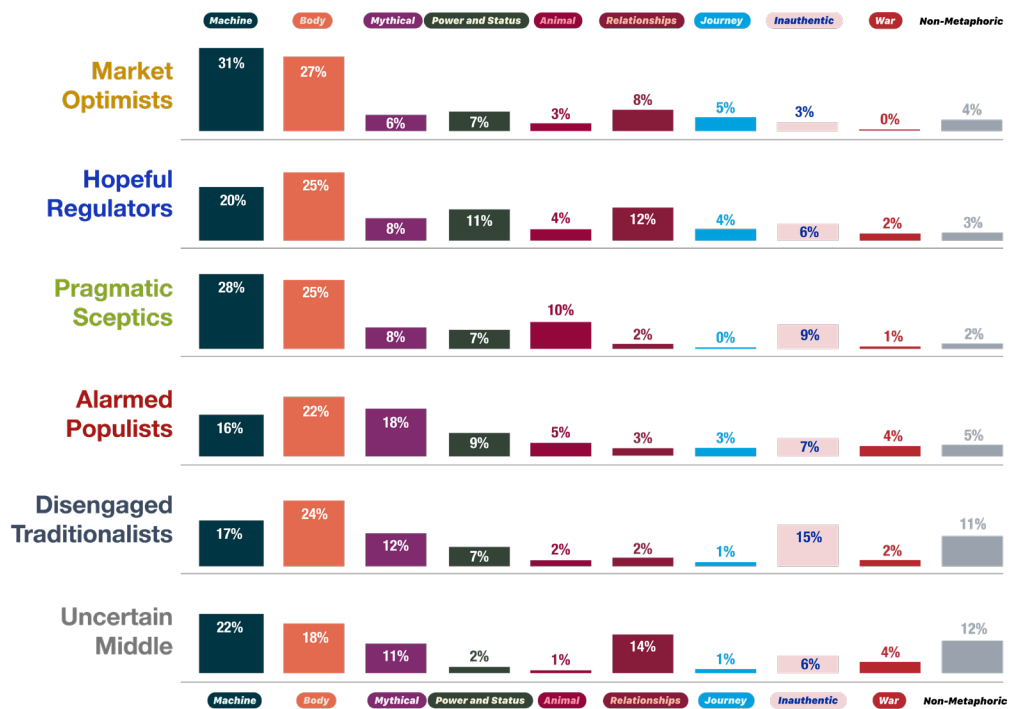 Machine Body Mythical Power and Status Animal Relationships Journey Inauthentic War Non-Metaphoric
Market
Optimists
31% 27% 6% 7% 3% 8% 5% 3% 0% 4%
Hopeful
Regulators
20% 25% 8% 11% 4% 12% 4% 6% 2% 3%
Pragmatic
Sceptics
28% 25% 8% 7% 10% 2% 0% 9% 1% 2%
Alarmed
Populists
16% 22% 18% 9% 5% 3% 3% 7% 4% 5%
Disengaged
Traditionalists
17% 24% 12% 7% 2% 2% 1% 15% 2% 11%
Uncertain
Middle
22% 18% 11% 2% 1% 14% 1% 6% 4% 12%
Machine Body Mythical Power and Status Animal Relationships Journey Inauthentic War Non-Metaphoric